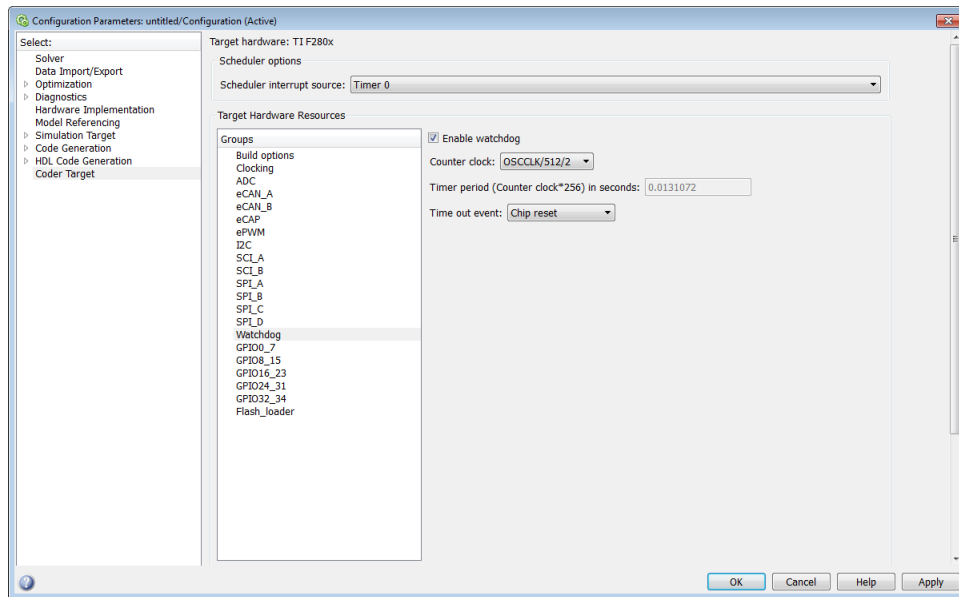 Configuration Parameters: untitled/Configuration (Active)
Select:
Solver
Data Import/Export
Optimization
Diagnostics
Hardware Implementation
Model Referencing
Simulation Target
Code Generation
HDL Code Generation
Coder Target
Target hardware: TI F280x
Scheduler options
Scheduler interrupt source: Timer 0
Target Hardware Resources
Groups
Build options
Clocking
ADC
eCAN_A
eCAN_B
eCAP
ePWM
I2C
SCI_A
SCI_B
SPI_A
SPI_B
SPI_C
SPI_D
Watchdog
GPIO0_7
GPIO8_15
GPIO16_23
GPIO24_31
GPIO32_34
Flash_loader
Enable watchdog
Counter clock: OSCCLK/512/2
Timer period (Counter clock*256) in seconds: 0.0131072
Time out event: Chip reset
OK Cancel Help Apply